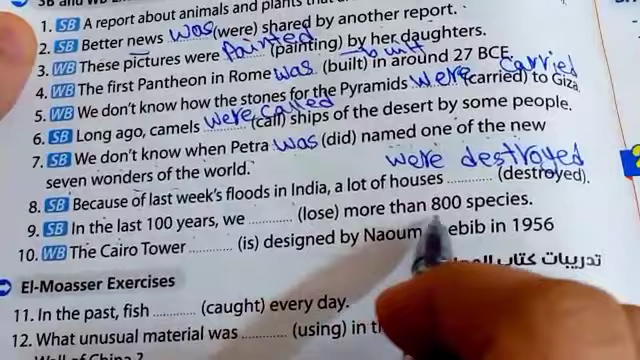 1. SB A report about animals and plants that
2. SB Better news was (were) shared by another report.
3. WB These pictures were painted (painting) by her daughters.
4. WB The first Pantheon in Rome was built (built) in around 27 BCE.
5. WB We don't know how the stones for the Pyramids were carried (carried) to Giza.
6. SB Long ago, camels were called (call) ships of the desert by some people.
7. SB We don't know when Petra was (did) named one of the new
seven wonders of the world.
were destroyed
8. SB Because of last week's floods in India, a lot of houses ............ (destroyed).
9. SB In the last 100 years, we ............ (lose) more than 800 species.
10. WB The Cairo Tower ............ (is) designed by Naoum ebib in 1956
تدريبات كتاب
El-Moasser Exercises
11. In the past, fish ............ (caught) every day.
12. What unusual material was ............ (using) in
Wall of China?